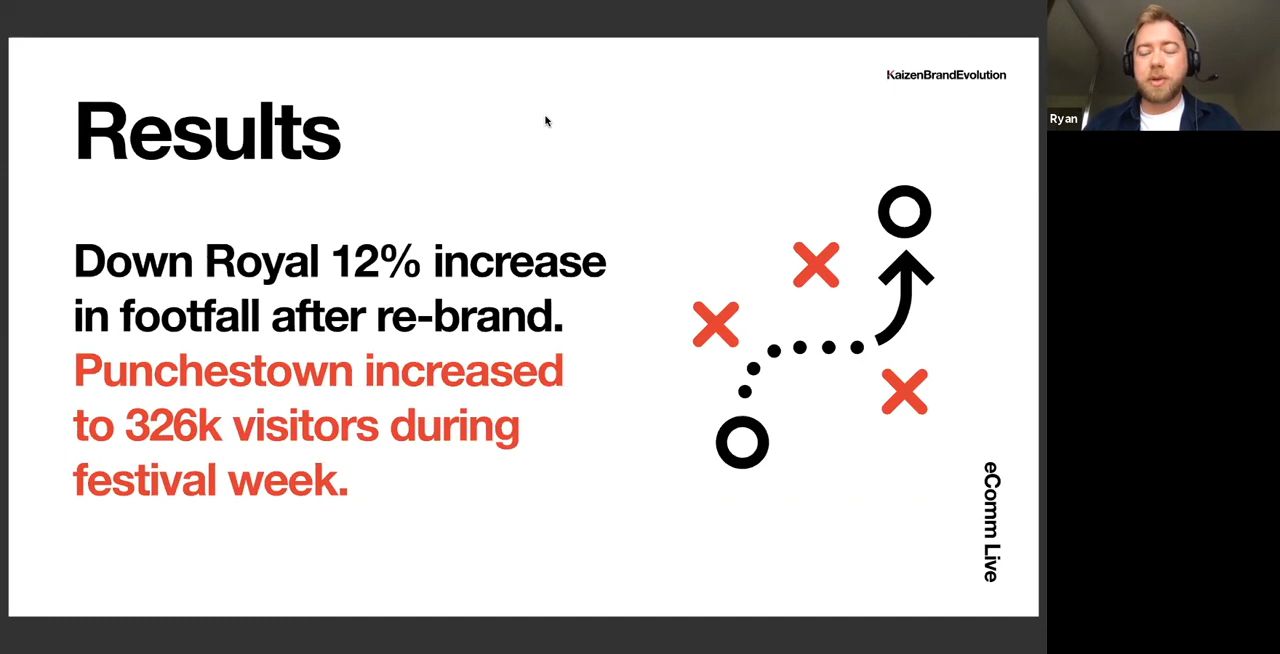 KaizenBrandEvolution
Results
Down Royal 12% increase
in footfall after re-brand.
Punchestown increased
to 326k visitors during
festival week.
eComm Live
Ryan